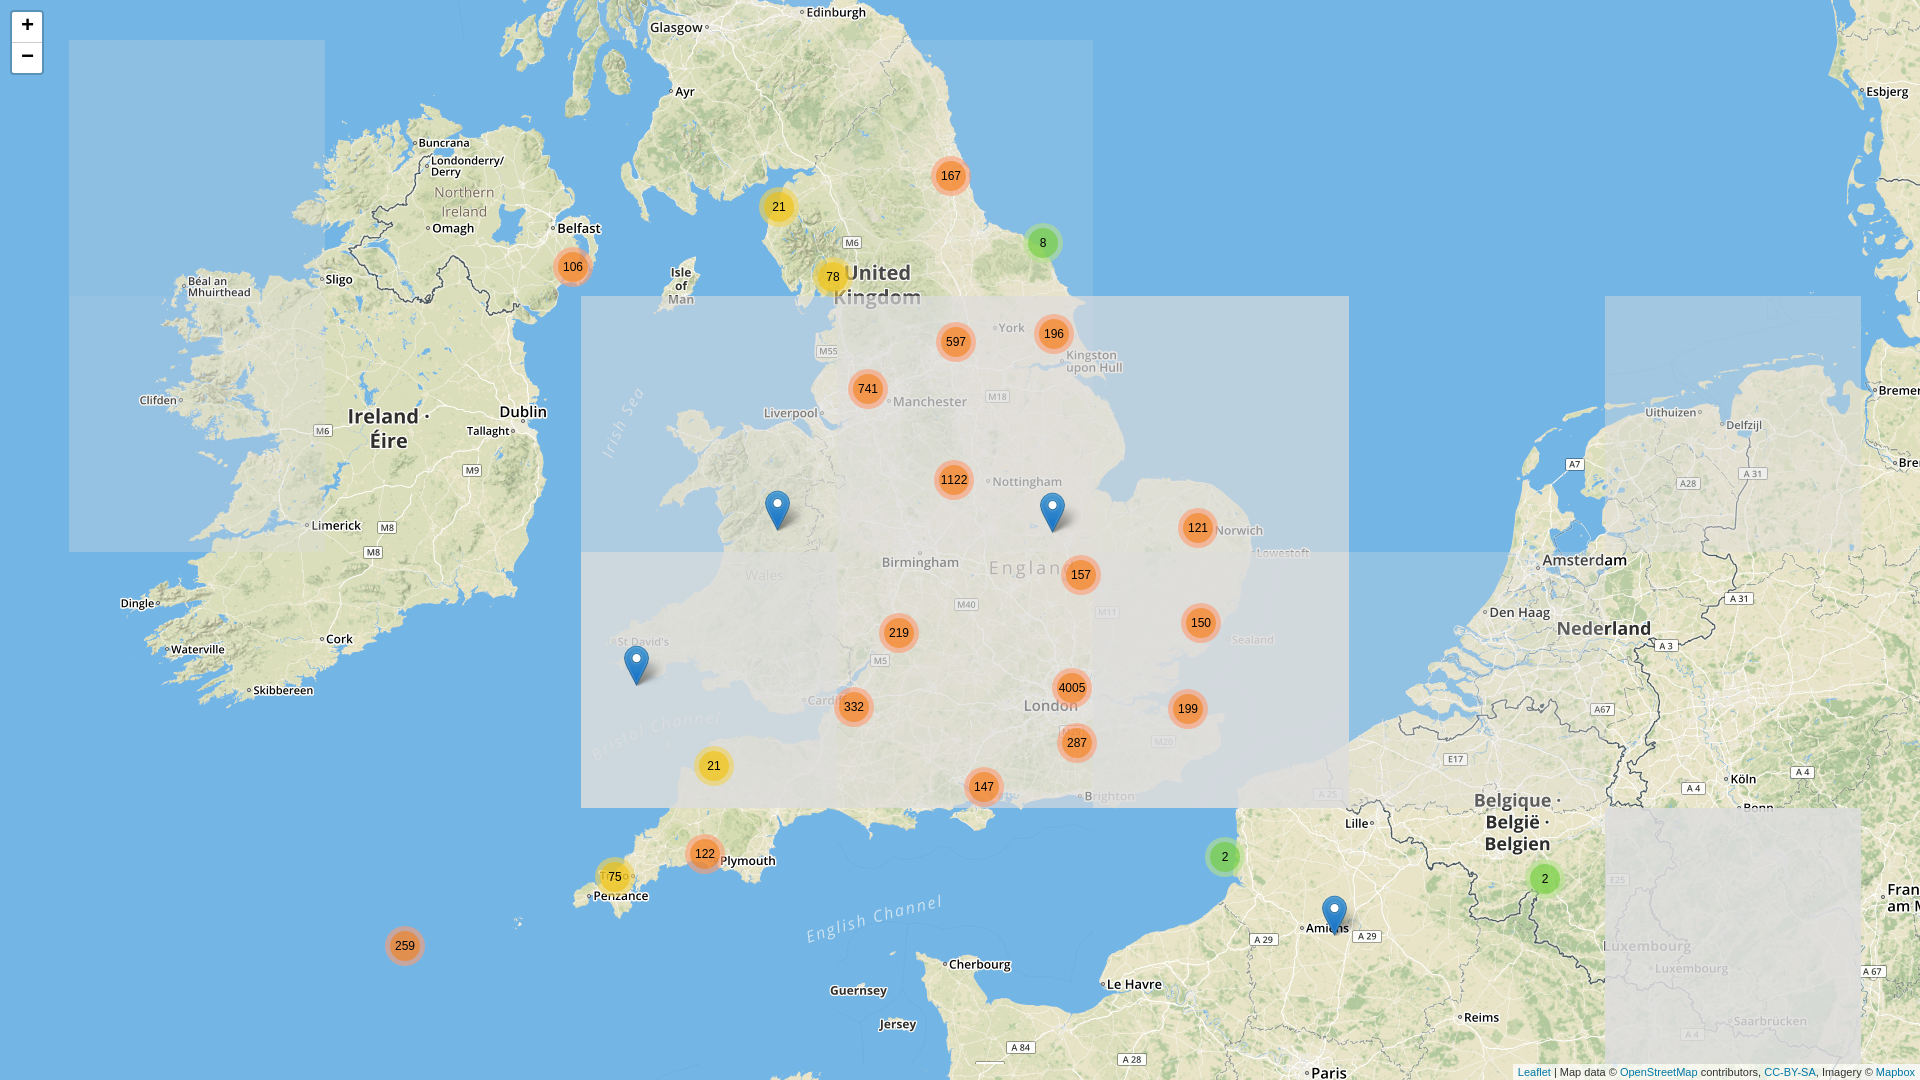 +
−
Edinburgh
Glasgow
Ayr
Esbjerg
Buncrana
Londonderry/
Derry
Northern
Ireland
Omagh
Belfast
167
21
8
M6
106
78
United
Kingdom
Isle
of
Man
Sligo
Béal an
Mhuirthead
York
196
597
M55
Kingston
upon Hull
741
Manchester
M18
Liverpool
Clifden
Ireland ·
Éire
Dublin
Tallaght
M6
M9
Irish Sea
Uithuizen
Delfzijl
Bremer
Bre
A7
A 31
A28
1122
Nottingham
Limerick
M8
M8
121
Norwich
Lowestoft
Birmingham
England
157
Wales
Amsterdam
A 31
Dingle
M40
M11
Den Haag
Nederland
150
219
Sealand
St David's
Cork
Waterville
A 3
M5
Skibbereen
4005
London
Cardiff
332
199
A67
Bristol Channel
287
M20
E17
21
147
Brighton
A 25
Köln
A 4
A 4
Bonn
Belgique ·
België ·
Belgien
Lille
122
Plymouth
2
75
Penzance
2
E25
English Channel
259
Amiens
A 29
A 29
Fran
am M
Luxembourg
Luxembourg
Cherbourg
A 67
Le Havre
Guernsey
Jersey
Reims
Saarbrücken
A 4
A 84
A 28
Paris
Leaflet | Map data © OpenStreetMap contributors, CC-BY-SA, Imagery © Mapbox